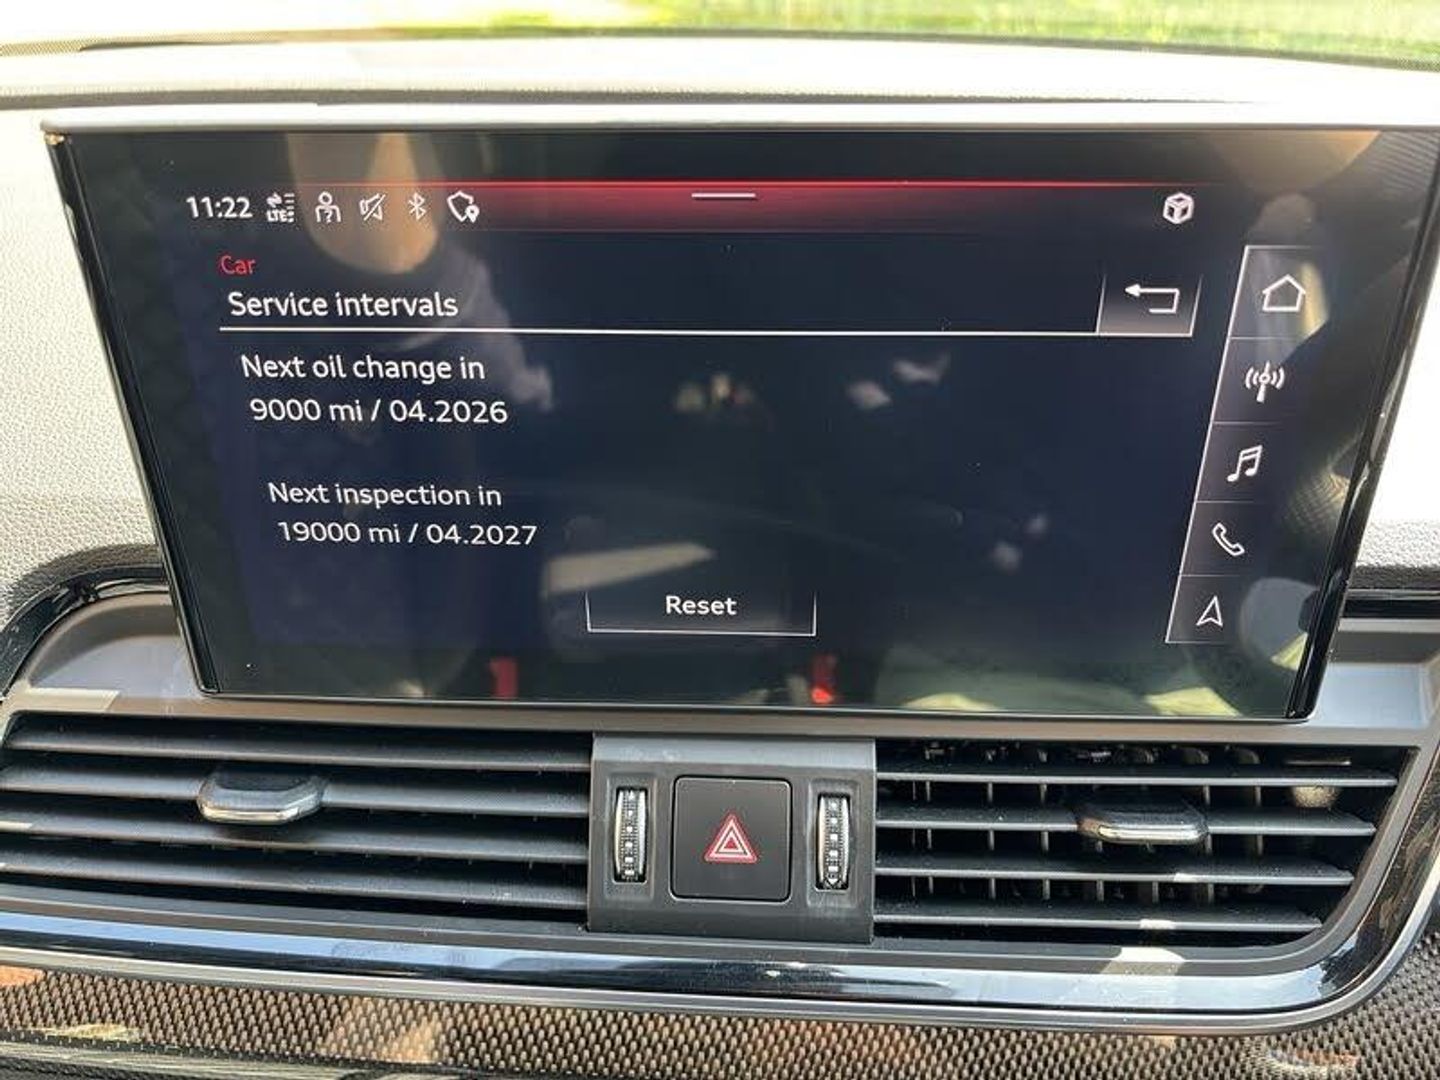 11:22 LTE
Car
Service intervals
Next oil change in
9000 mi / 04.2026
Next inspection in
19000 mi / 04.2027
Reset